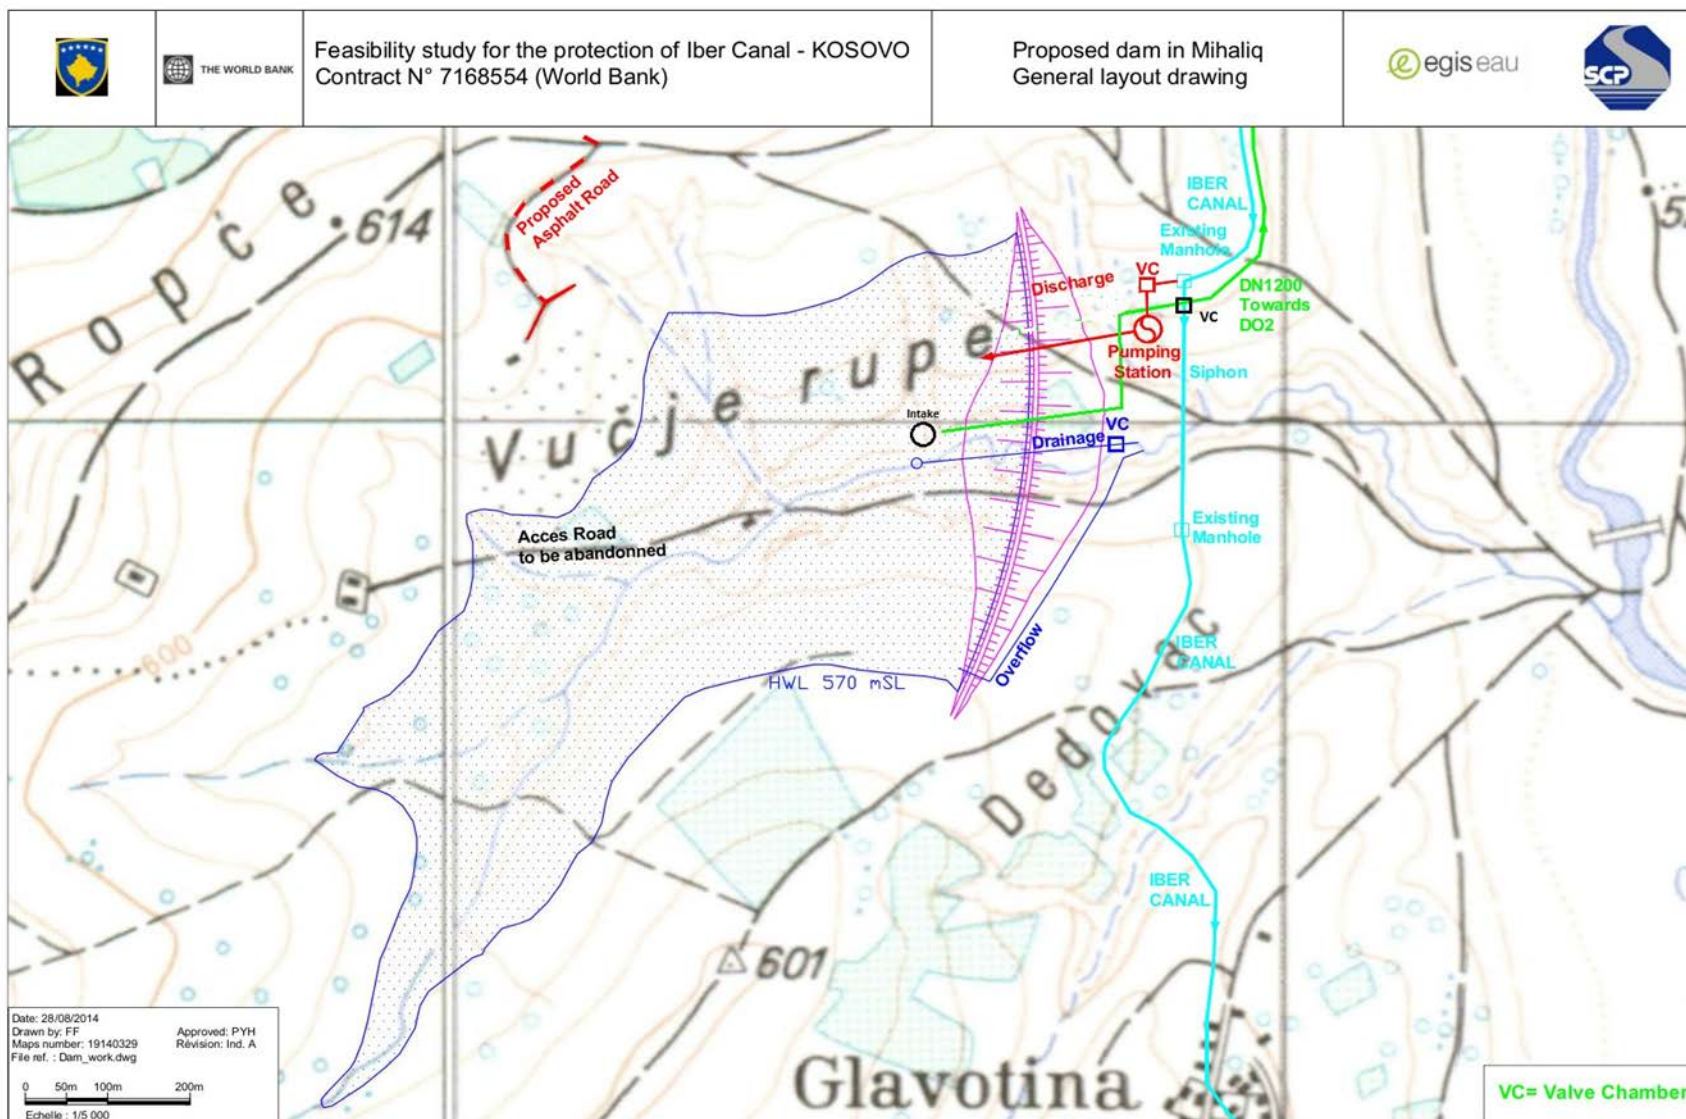 THE WORLD BANK
Feasibility study for the protection of Iber Canal - KOSOVO
Contract N° 7168554 (World Bank)
Proposed dam in Mihaliq
General layout drawing
egis eau
SCP
Ropče
614
Proposed
Asphalt Road
IBER
CANAL
Existing
Manhole
VC
Discharge
DN1200
Towards
DO2
VC
Pumping
Station
Siphon
Vučje rupe
Intake
VC
Drainage
Acces Road
to be abandonned
Existing
Manhole
600
IBER
CANAL
Overflow
HWL 570 mSL
Dedovac
IBER
CANAL
601
Glavotina
Date: 28/08/2014
Drawn by: FF
Approved: PYH
Maps number: 19140329
Révision: Ind. A
File ref. : Dam_work.dwg
0 50m 100m 200m
Echelle : 1/5 000
VC= Valve Chamber